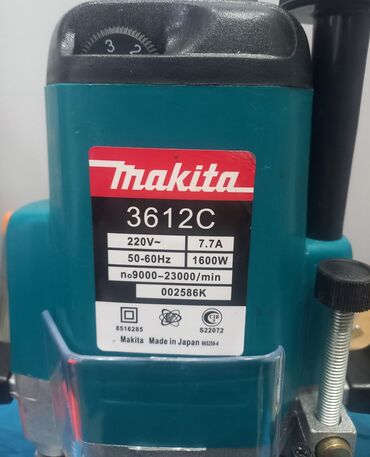 3 2
makita
3612C
220V~ 7.7A
50-60Hz 1600W
no9000-23000/min
002586K
8516285 S22072
Makita Made in Japan